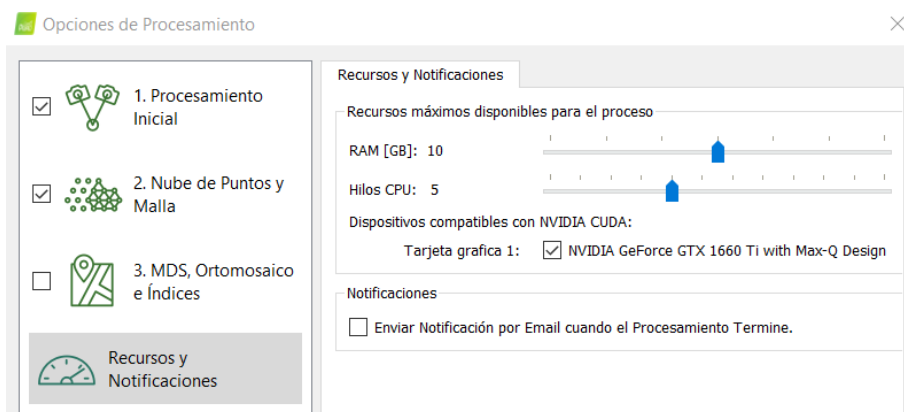 Opciones de Procesamiento
1. Procesamiento
Inicial
2. Nube de Puntos y
Malla
3. MDS, Ortomosaico
e Índices
Recursos y
Notificaciones
Recursos y Notificaciones
Recursos máximos disponibles para el proceso
RAM [GB]: 10
Hilos CPU: 5
Dispositivos compatibles con NVIDIA CUDA:
Tarjeta grafica 1: NVIDIA GeForce GTX 1660 Ti with Max-Q Design
Notificaciones
Enviar Notificación por Email cuando el Procesamiento Termine.